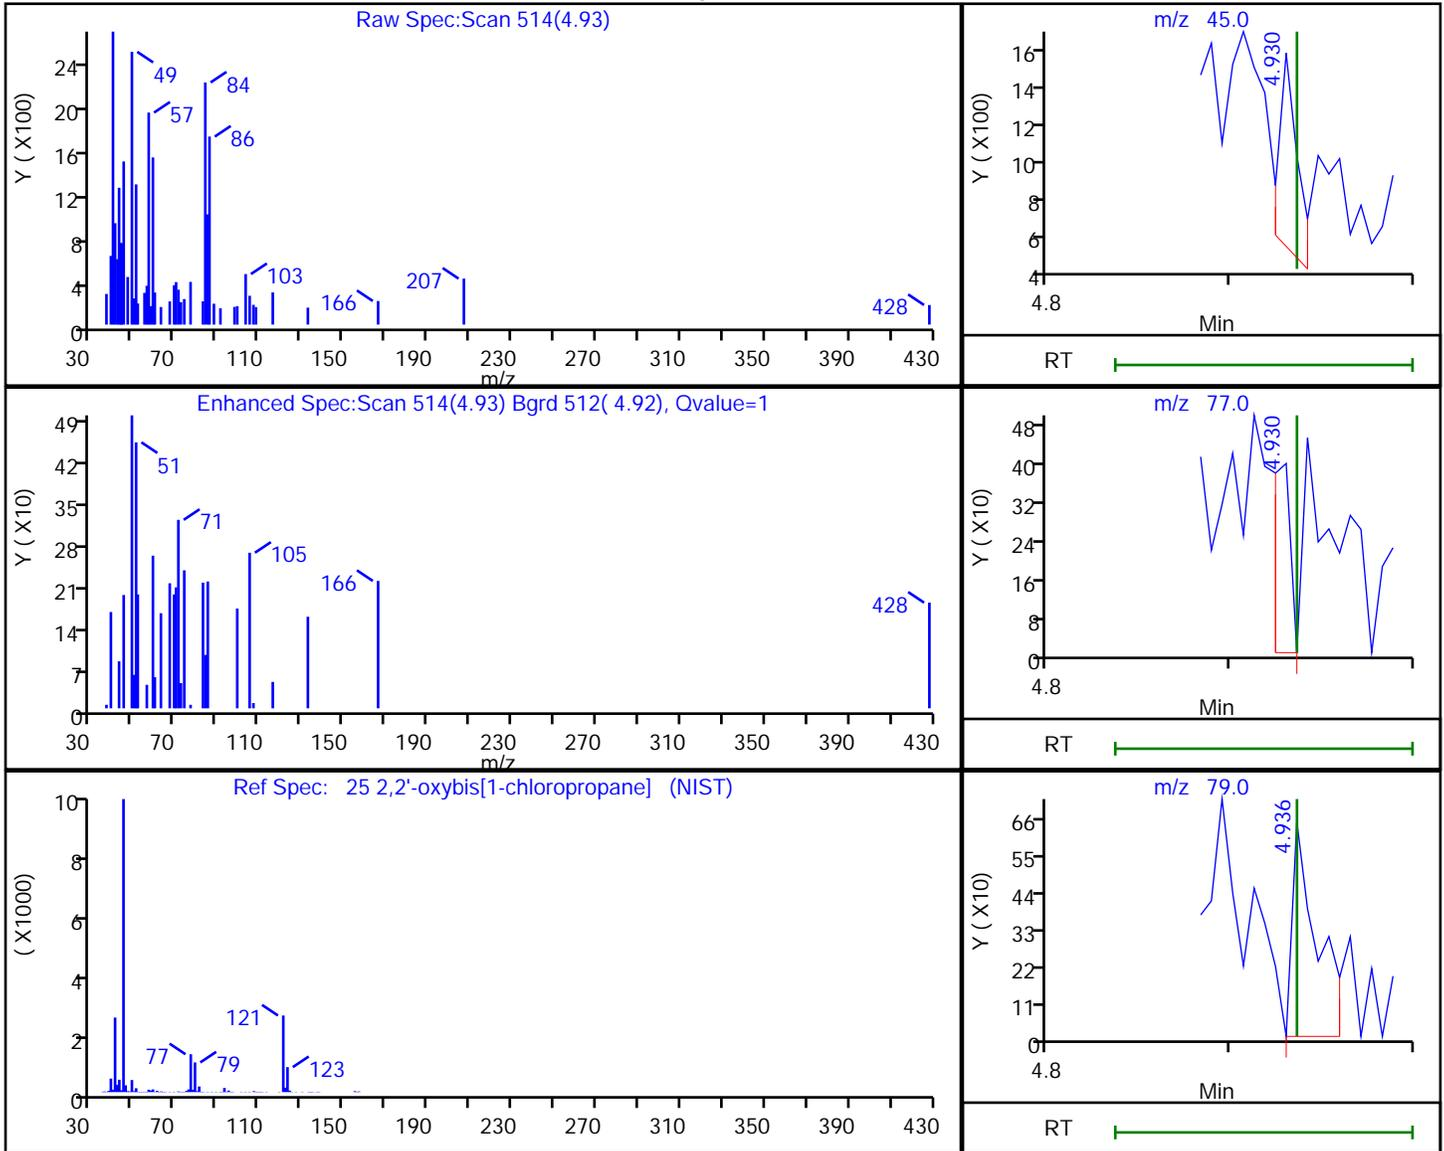 Raw Spec:Scan 514(4.93)
Y ( X100)
24
20
16
12
8
4
0
49
57
84
86
103
166
207
428
30 70 110 150 190 230 270 310 350 390 430
m/z
m/z 45.0
Y ( X100)
16
14
12
10
8
6
4
4.930
4.8
Min
RT
Enhanced Spec:Scan 514(4.93) Bgrd 512( 4.92), Qvalue=1
Y ( X10)
49
42
35
28
21
14
7
0
51
71
105
166
428
30 70 110 150 190 230 270 310 350 390 430
m/z
m/z 77.0
Y ( X10)
48
40
32
24
16
8
0
4.930
4.8
Min
RT
Ref Spec: 25 2,2'-oxybis[1-chloropropane] (NIST)
( X1000)
10
8
6
4
2
0
77
79
121
123
30 70 110 150 190 230 270 310 350 390 430
m/z 79.0
Y ( X10)
66
55
44
33
22
11
0
4.936
4.8
Min
RT